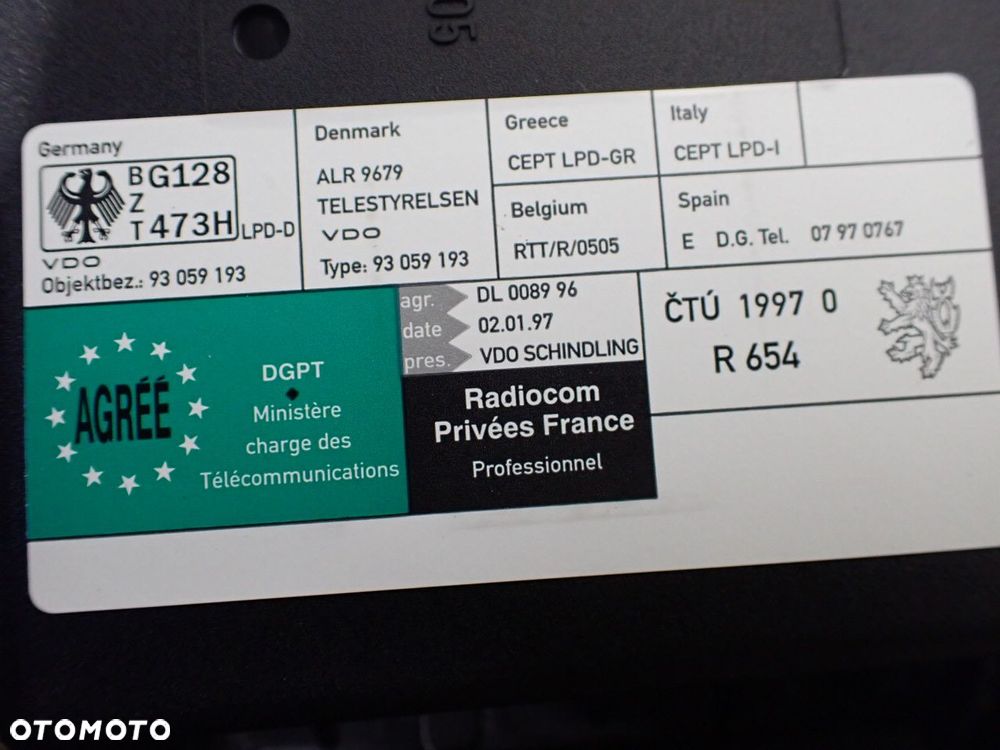 05
Germany
BZT
G128
473H
LPD-D
VDO
Objektbez.: 93 059 193
Denmark
ALR 9679
TELESTYRELSEN
VDO
Type: 93 059 193
Greece
CEPT LPD-GR
Italy
CEPT LPD-I
Belgium
RTT/R/0505
Spain
E D.G. Tel. 07 97 0767
AGRÉÉ
DGPT
Ministère
charge des
Télécommunications
agr. DL 0089 96
date 02.01.97
pres. VDO SCHINDLING
Radiocom
Privées France
Professionnel
ČTÚ 1997 0
R 654
OTOMOTO